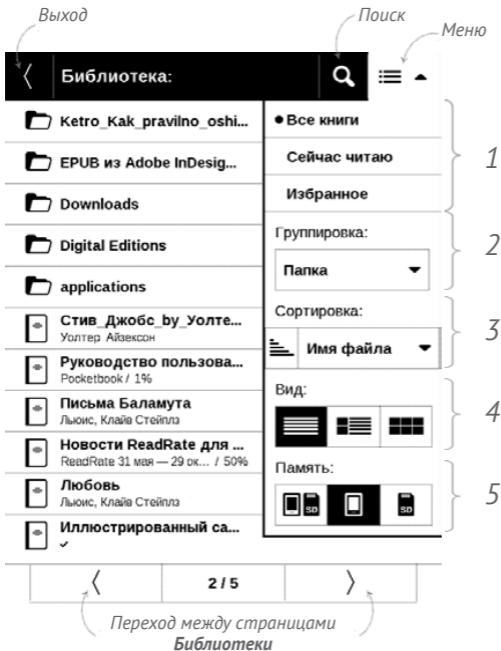 Выход
Поиск
Меню
Библиотека:
Ketro_Kak_pravilno_oshi...
EPUB из Adobe InDesig...
Downloads
Digital Editions
applications
Стив_Джобс_by_Уолте...
Уолтер Айзексон
Руководство пользова...
Pocketbook / 1%
Письма Баламута
Льюис, Клайв Стейплз
Новости ReadRate для ...
ReadRate 31 мая — 29 ок... / 50%
Любовь
Льюис, Клайв Стейплз
Иллюстрированный са...
Все книги
Сейчас читаю
Избранное
1
Группировка:
Папка
2
Сортировка:
Имя файла
3
Вид:
4
Память:
SD
SD
5
2 / 5
Переход между страницами
Библиотеки